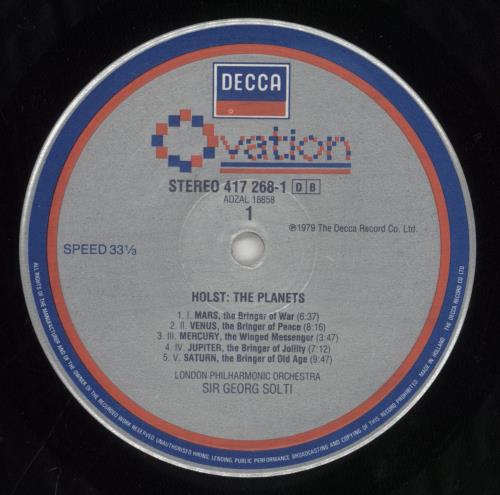 DECCA
Ovation
STEREO 417 268-1 D B
ADZAL 18858
1
℗1979 The Decca Record Co. Ltd.
SPEED 33⅓
HOLST: THE PLANETS
1. I. MARS, the Bringer of War (6:37)
2. II. VENUS, the Bringer of Peace (8:16)
3. III. MERCURY, the Winged Messenger (3:47)
4. IV. JUPITER, the Bringer of Jollity (7:12)
5. V. SATURN, the Bringer of Old Age (9:47)
LONDON PHILHARMONIC ORCHESTRA
SIR GEORG SOLTI
ALL RIGHTS OF THE MANUFACTURER AND OF THE OWNER OF THE RECORDED WORK RESERVED UNAUTHORISED HIRING, LENDING, PUBLIC PERFORMANCE BROADCASTING AND COPYING OF THIS RECORD PROHIBITED MADE IN HOLLAND THE DECCA RECORD CO LTD